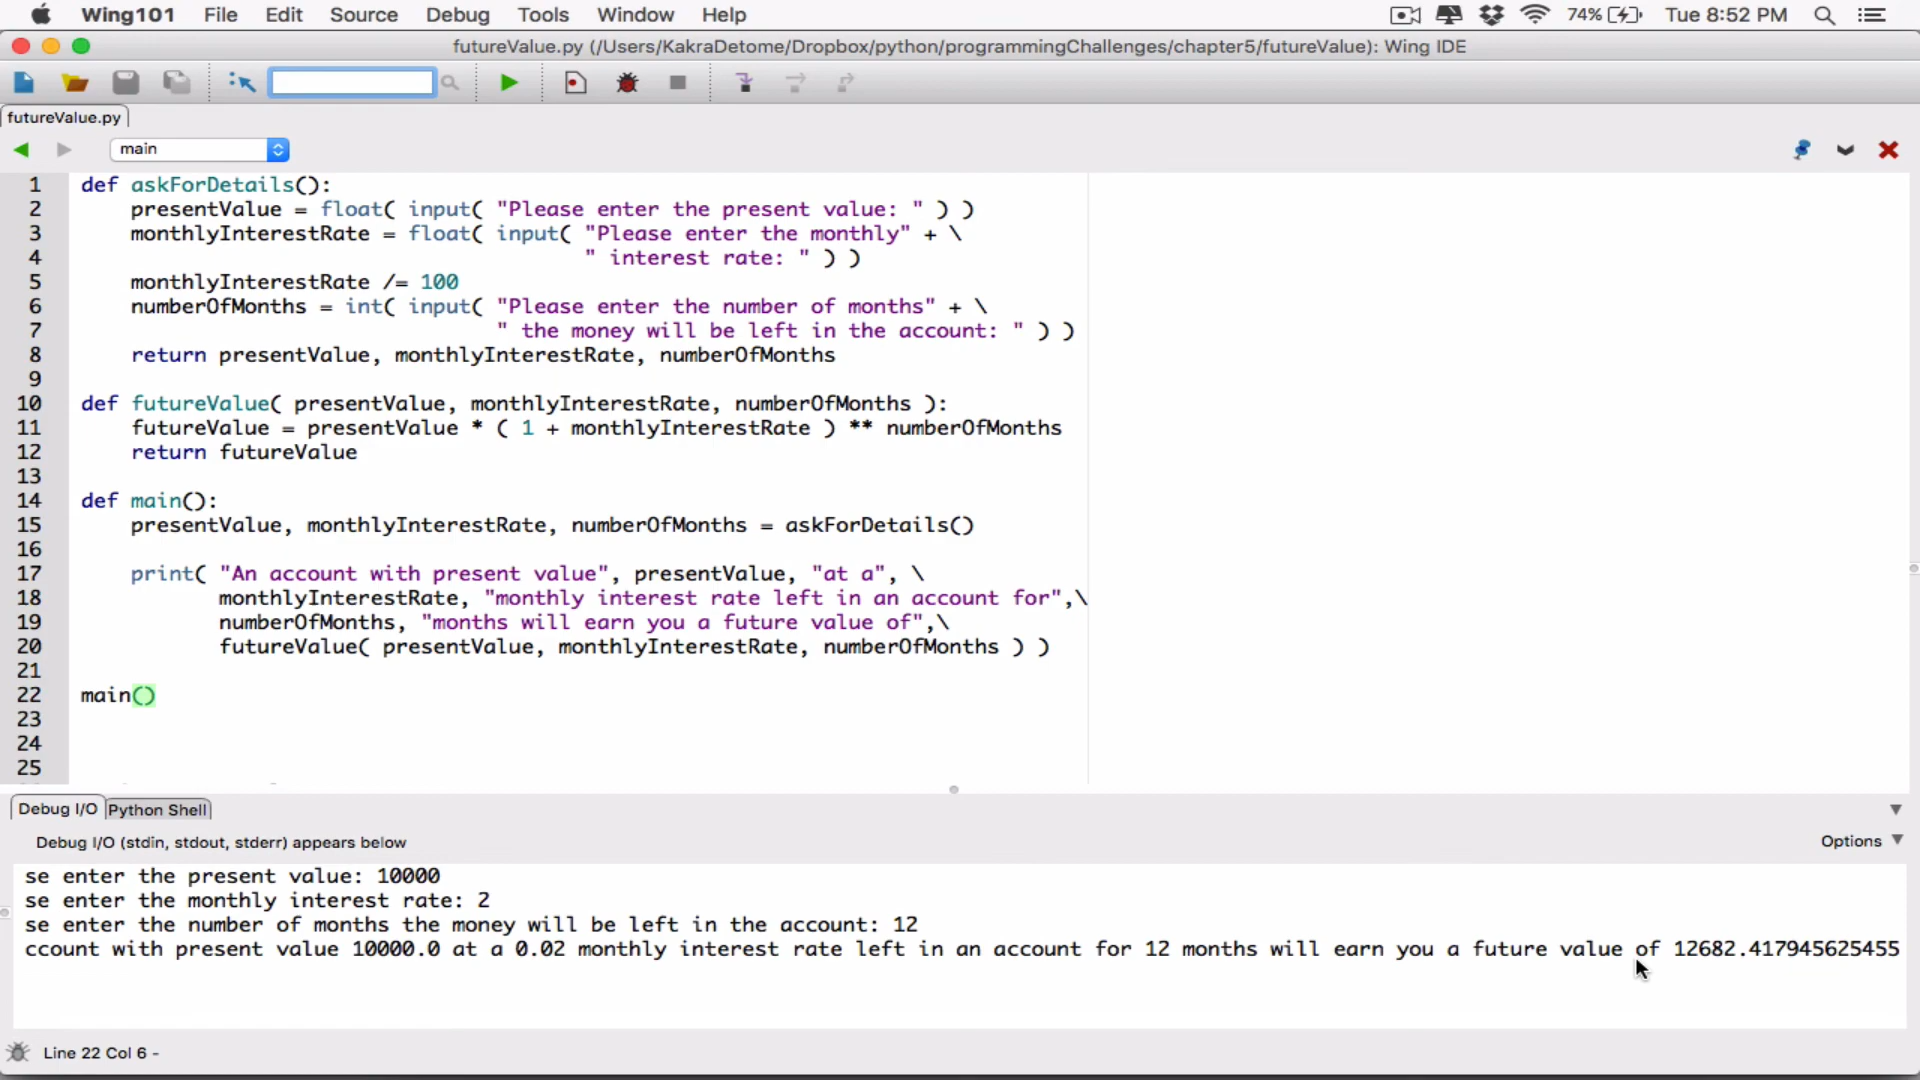 Wing101 File Edit Source Debug Tools Window Help 74% Tue 8:52 PM
futureValue.py (/Users/KakraDetome/Dropbox/python/programmingChallenges/chapter5/futureValue): Wing IDE
futureValue.py
main
1 def askForDetails():
2 presentValue = float( input( "Please enter the present value: " ) )
3 monthlyInterestRate = float( input( "Please enter the monthly" + \
4 " interest rate: " ) )
5 monthlyInterestRate /= 100
6 numberOfMonths = int( input( "Please enter the number of months" + \
7 " the money will be left in the account: " ) )
8 return presentValue, monthlyInterestRate, numberOfMonths
9
10 def futureValue( presentValue, monthlyInterestRate, numberOfMonths ):
11 futureValue = presentValue * ( 1 + monthlyInterestRate ) ** numberOfMonths
12 return futureValue
13
14 def main():
15 presentValue, monthlyInterestRate, numberOfMonths = askForDetails()
16
17 print( "An account with present value", presentValue, "at a", \
18 monthlyInterestRate, "monthly interest rate left in an account for",\
19 numberOfMonths, "months will earn you a future value of",\
20 futureValue( presentValue, monthlyInterestRate, numberOfMonths ) )
21
22 main()
23
24
25
Debug I/O Python Shell
Debug I/O (stdin, stdout, stderr) appears below Options
se enter the present value: 10000
se enter the monthly interest rate: 2
se enter the number of months the money will be left in the account: 12
ccount with present value 10000.0 at a 0.02 monthly interest rate left in an account for 12 months will earn you a future value of 12682.417945625455
Line 22 Col 6 -